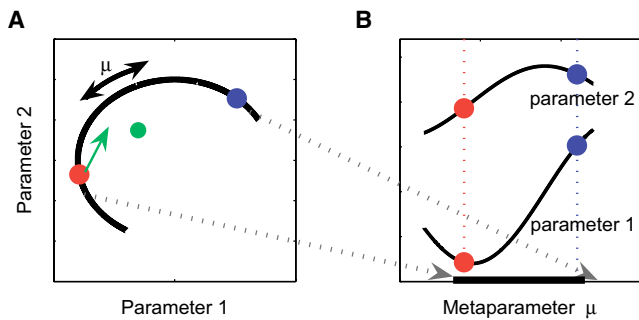 A
B
μ
Parameter 2
parameter 2
parameter 1
Parameter 1
Metaparameter μ